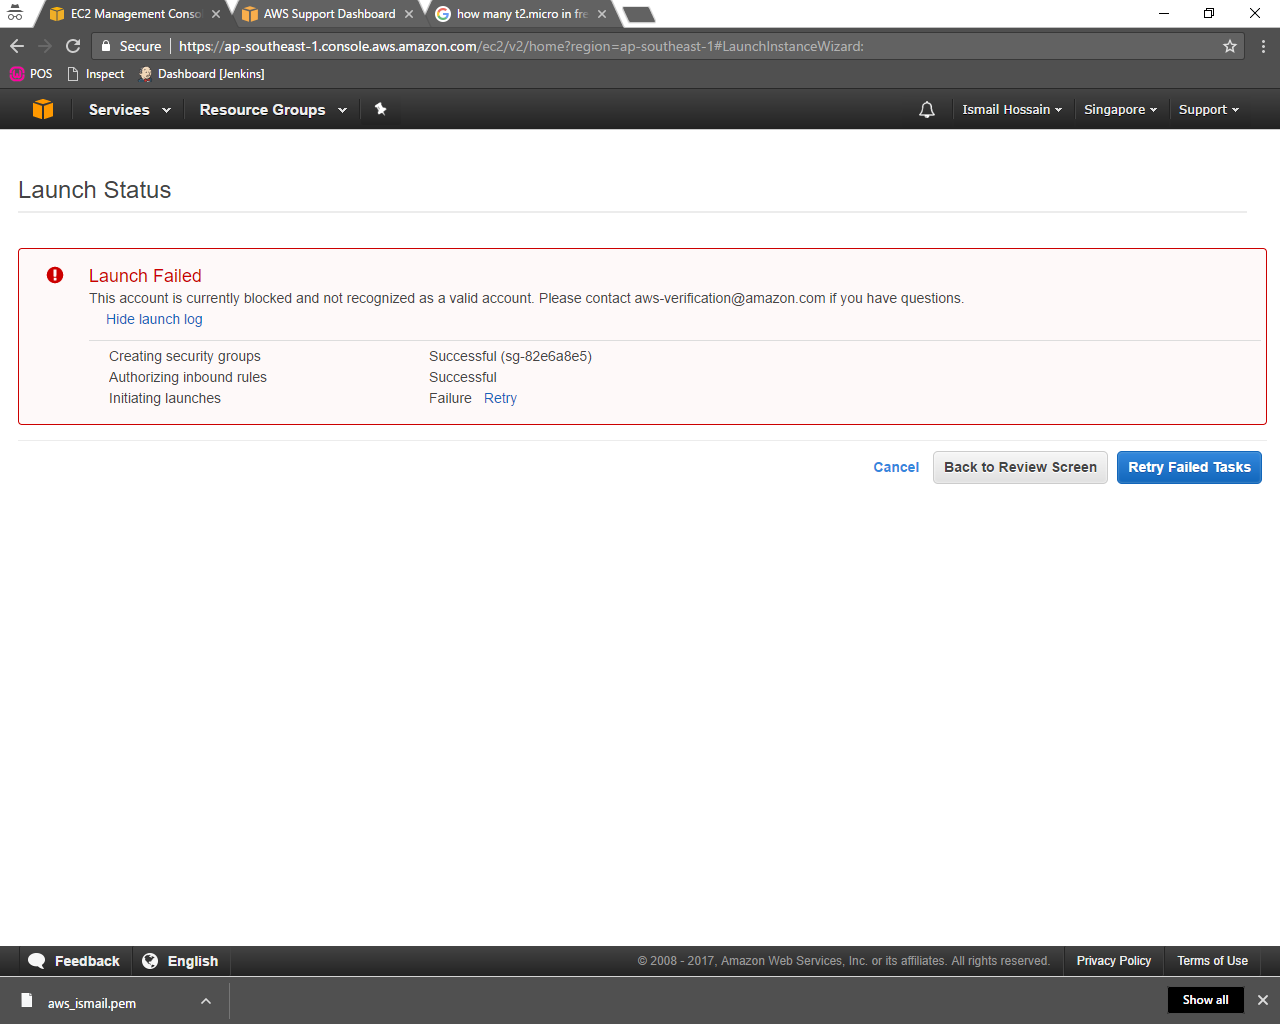 EC2 Management Conso
AWS Support Dashboard
how many t2.micro in fre
Secure https://ap-southeast-1.console.aws.amazon.com/ec2/v2/home?region=ap-southeast-1#LaunchInstanceWizard:
POS Inspect Dashboard [Jenkins]
Services Resource Groups Ismail Hossain Singapore Support
Launch Status
Launch Failed
This account is currently blocked and not recognized as a valid account. Please contact aws-verification@amazon.com if you have questions.
Hide launch log
Creating security groups Successful (sg-82e6a8e5)
Authorizing inbound rules Successful
Initiating launches Failure Retry
Cancel Back to Review Screen Retry Failed Tasks
Feedback English © 2008 - 2017, Amazon Web Services, Inc. or its affiliates. All rights reserved. Privacy Policy Terms of Use
aws_ismail.pem Show all